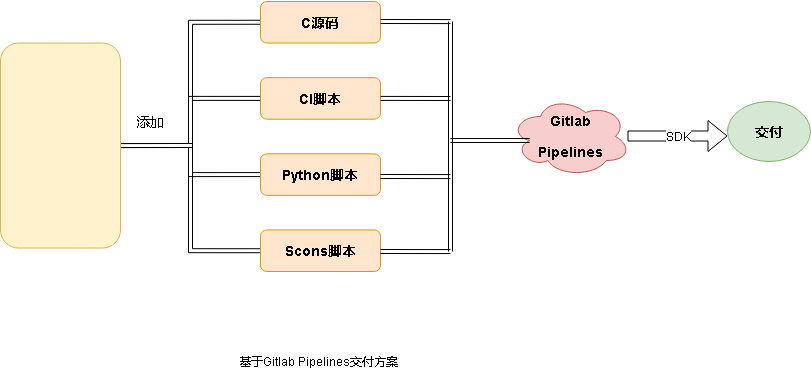 C源码
添加
CI脚本
Python脚本
Scons脚本
Gitlab
Pipelines
SDK
交付
基于Gitlab Pipelines交付方案